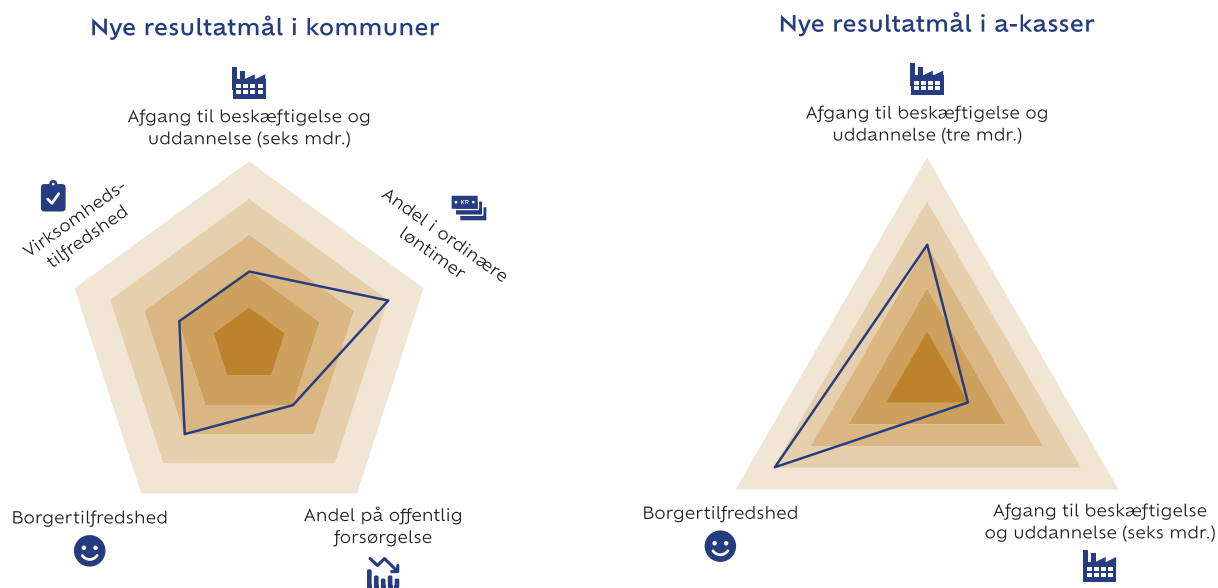 Nye resultatmål i kommuner
Afgang til beskæftigelse og
uddannelse (seks mdr.)
Virksomheds-
tilfredshed
KR
Andel i ordinære
løntimer
Borgertilfredshed
Andel på offentlig
forsørgelse
Nye resultatmål i a-kasser
Afgang til beskæftigelse og
uddannelse (tre mdr.)
Borgertilfredshed
Afgang til beskæftigelse
og uddannelse (seks mdr.)